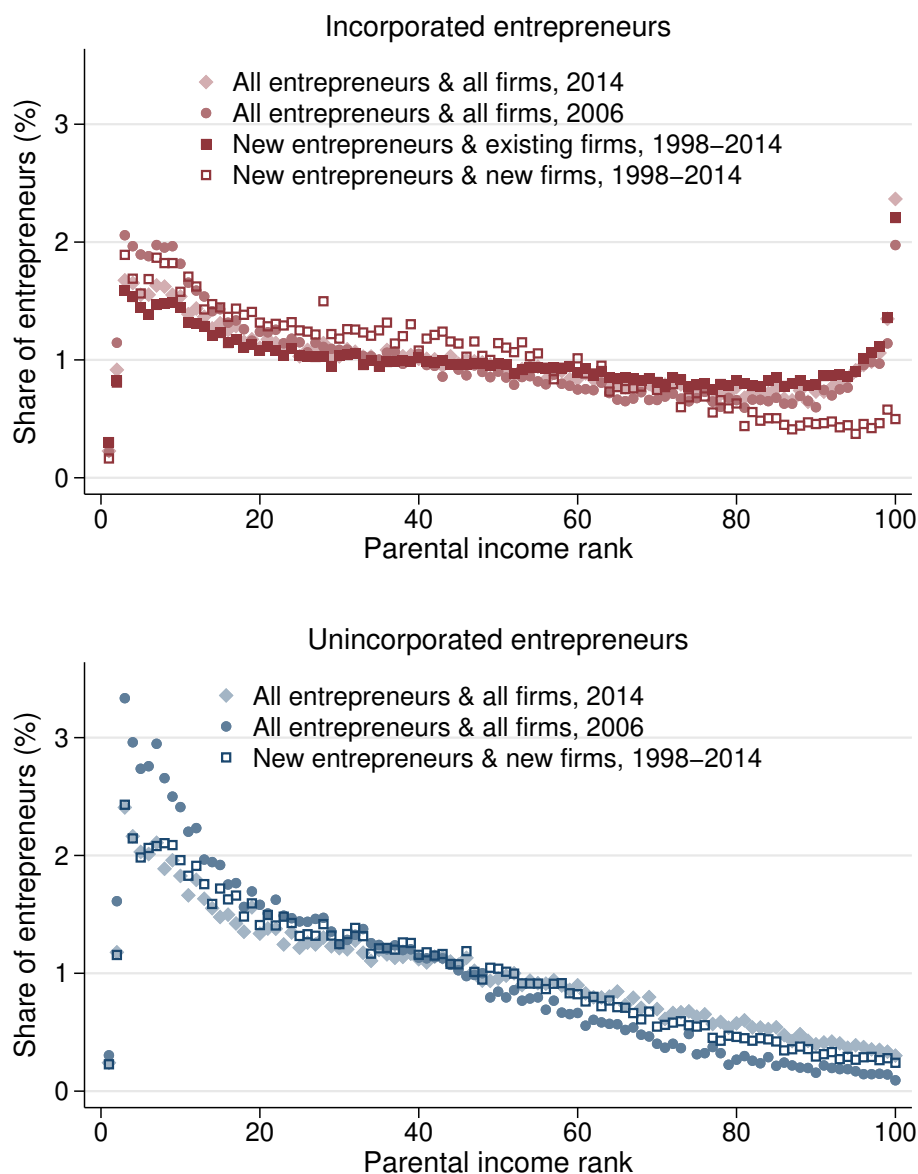 Incorporated entrepreneurs
All entrepreneurs & all firms, 2014
All entrepreneurs & all firms, 2006
New entrepreneurs & existing firms, 1998−2014
New entrepreneurs & new firms, 1998−2014
Share of entrepreneurs (%)
3
2
1
0
0 20 40 60 80 100
Parental income rank
Unincorporated entrepreneurs
All entrepreneurs & all firms, 2014
All entrepreneurs & all firms, 2006
New entrepreneurs & new firms, 1998−2014
Share of entrepreneurs (%)
3
2
1
0
0 20 40 60 80 100
Parental income rank